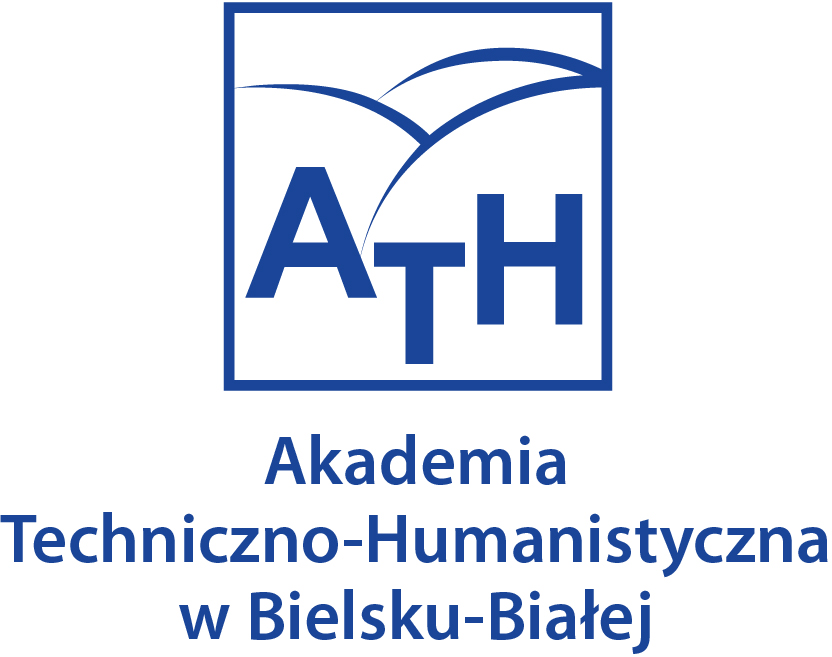 ATH
Akademia
Techniczno-Humanistyczna
w Bielsku-Białej